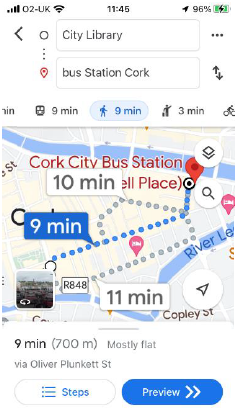 O2-UK 11:45 96%
City Library
bus Station Cork
in 9 min 9 min 3 min
Cork City Bus Station
ell Place)
10 min
9 min
River Le
R848
11 min
Copley St
9 min (700 m) Mostly flat
via Oliver Plunkett St
Steps Preview